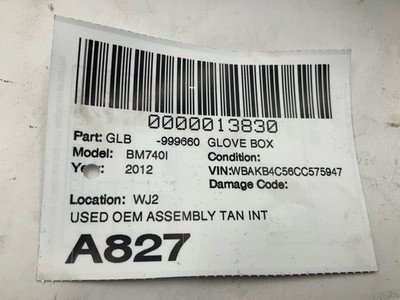 0000013830
Part: GLB -999660 GLOVE BOX
Model: BM740I Condition:
Year: 2012 VIN:WBAKB4C56CC575947
Damage Code:
Location: WJ2
USED OEM ASSEMBLY TAN INT
A827